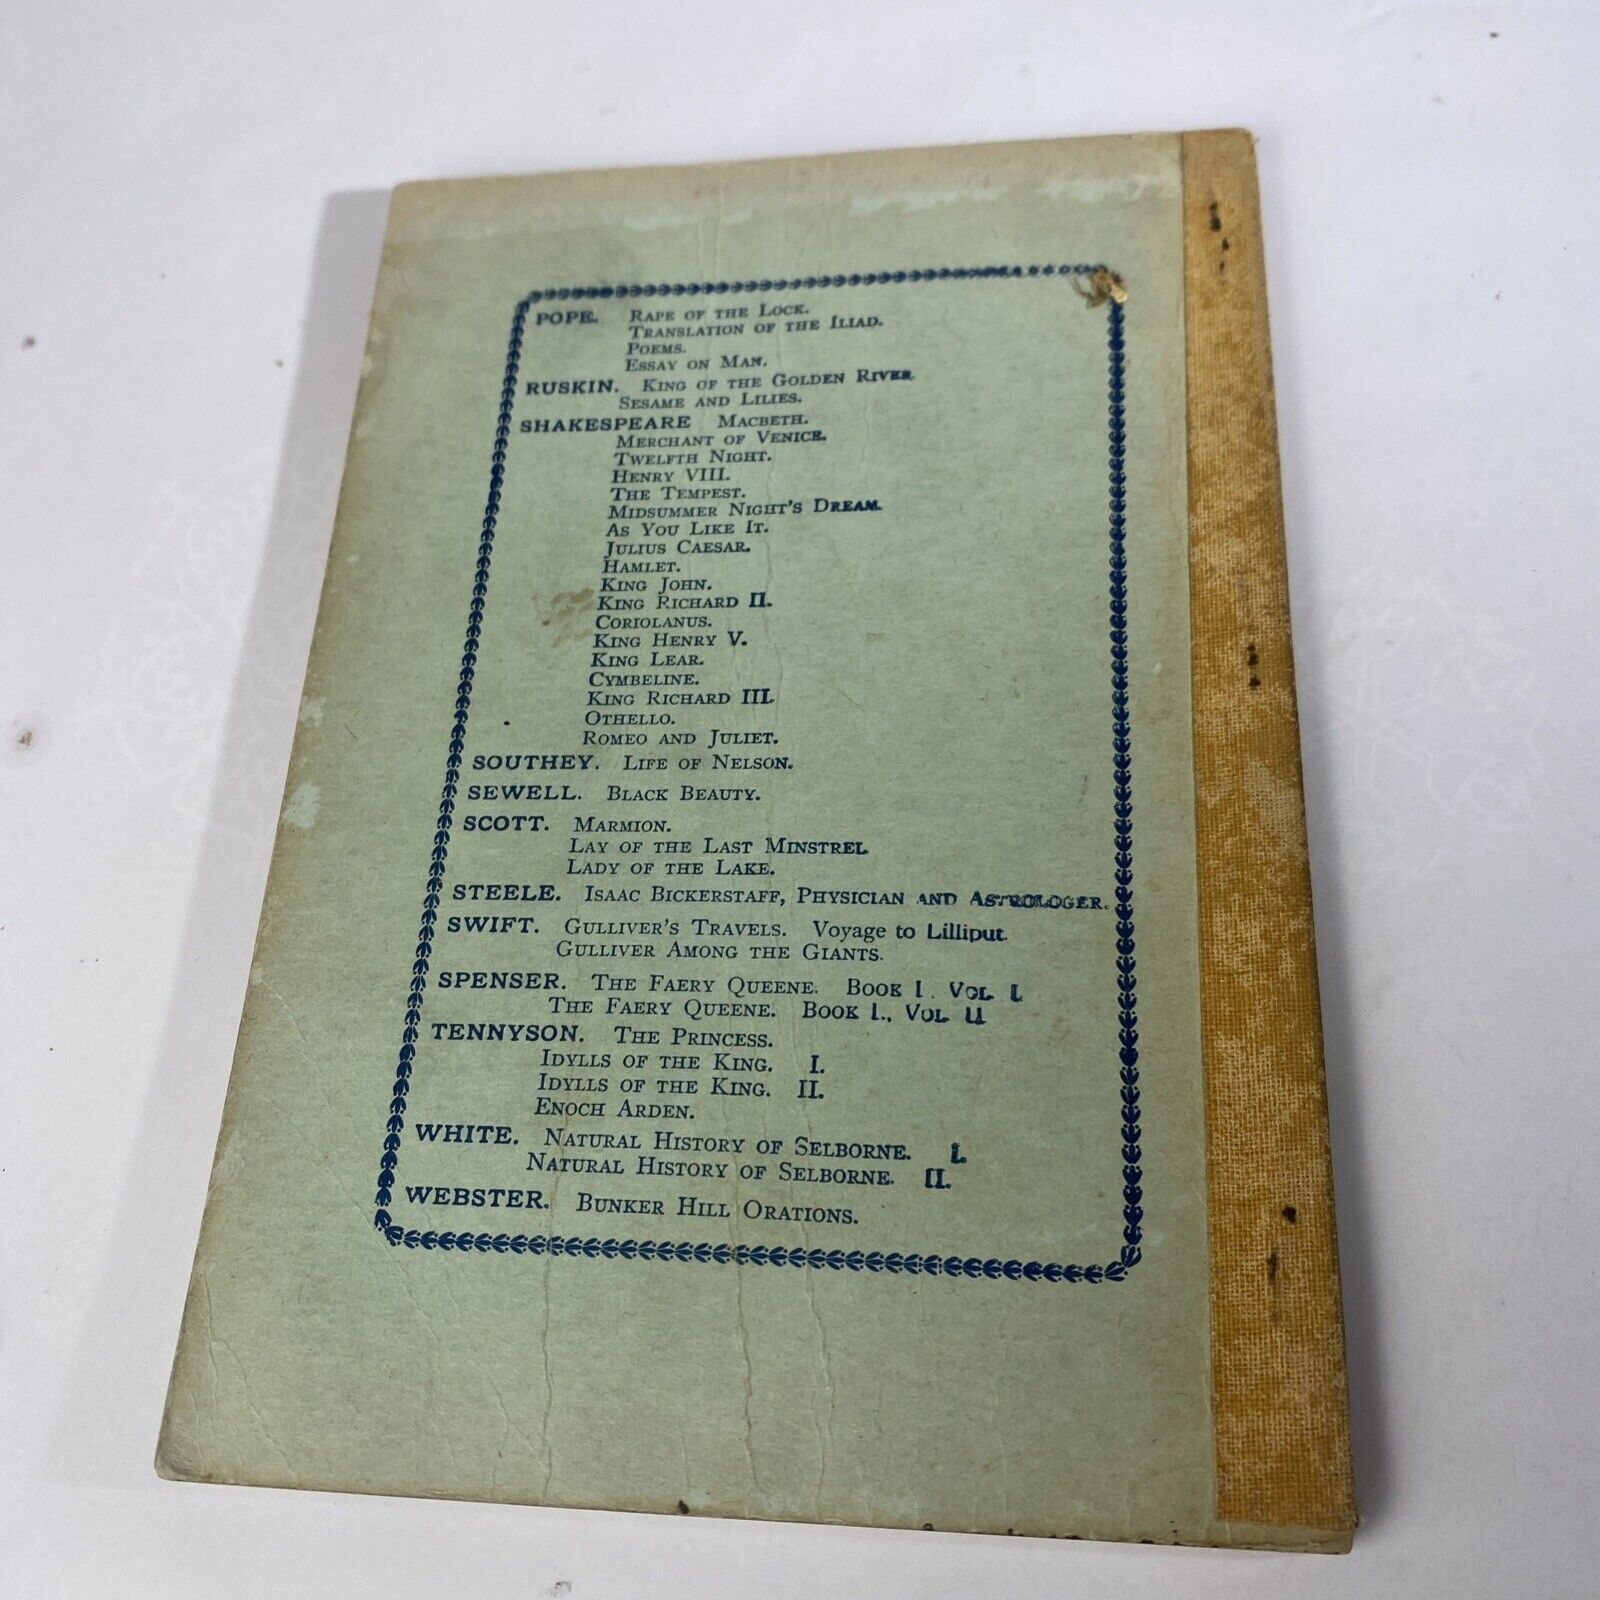 POPE. RAPE OF THE LOCK.
TRANSLATION OF THE ILIAD.
POEMS.
ESSAY ON MAN.
RUSKIN. KING OF THE GOLDEN RIVER
SESAME AND LILIES.
SHAKESPEARE MACBETH.
MERCHANT OF VENICE.
TWELFTH NIGHT.
HENRY VIII.
THE TEMPEST.
MIDSUMMER NIGHT'S DREAM.
AS YOU LIKE IT.
JULIUS CAESAR.
HAMLET.
KING JOHN.
KING RICHARD II.
CORIOLANUS.
KING HENRY V.
KING LEAR.
CYMBELINE.
KING RICHARD III.
OTHELLO.
ROMEO AND JULIET.
SOUTHEY. LIFE OF NELSON.
SEWELL. BLACK BEAUTY.
SCOTT. MARMION.
LAY OF THE LAST MINSTREL
LADY OF THE LAKE.
STEELE. ISAAC BICKERSTAFF, PHYSICIAN AND ASTROLOGER.
SWIFT. GULLIVER'S TRAVELS. Voyage to Lilliput.
GULLIVER AMONG THE GIANTS.
SPENSER. THE FAERY QUEENE. BOOK I. VOL. I.
THE FAERY QUEENE. BOOK I., VOL. II
TENNYSON. THE PRINCESS.
IDYLLS OF THE KING. I.
IDYLLS OF THE KING. II.
ENOCH ARDEN.
WHITE. NATURAL HISTORY OF SELBORNE. I.
NATURAL HISTORY OF SELBORNE. II.
WEBSTER. BUNKER HILL ORATIONS.